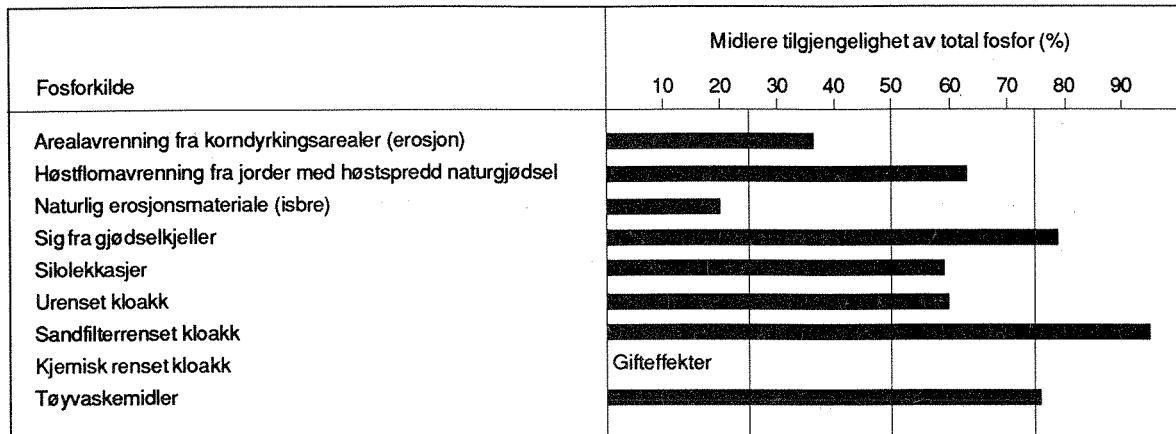 Midlere tilgjengelighet av total fosfor (%)
Fosforkilde
10 20 30 40 50 60 70 80 90
Arealavrenning fra korndyrkingsarealer (erosjon)
Høstflomavrenning fra jorder med høstspredd naturgjødsel
Naturlig erosjonsmateriale (isbre)
Sig fra gjødselkjeller
Silolekkasjer
Urenset kloakk
Sandfilterrenset kloakk
Kjemisk renset kloakk Gifteffekter
Tøyvaskemidler